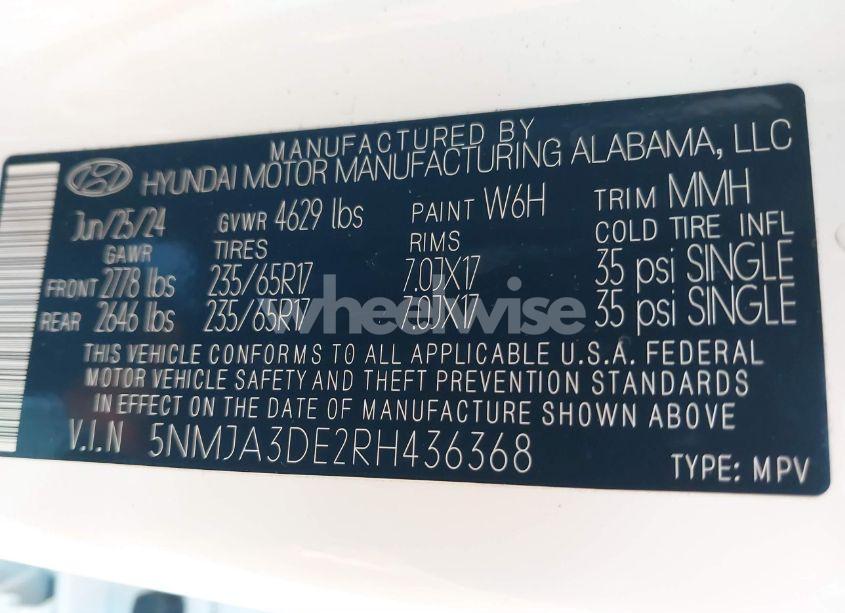 MANUFACTURED BY
HYUNDAI MOTOR MANUFACTURING ALABAMA, LLC
Jun/25/24 GVWR 4629 lbs PAINT W6H TRIM MMH
GAWR TIRES RIMS COLD TIRE INFL
FRONT 2778 lbs 235/65R17 7.0JX17 35 psi SINGLE
REAR 2646 lbs 235/65R17 7.0JX17 35 psi SINGLE
wheelwise
THIS VEHICLE CONFORMS TO ALL APPLICABLE U.S.A. FEDERAL
MOTOR VEHICLE SAFETY AND THEFT PREVENTION STANDARDS
IN EFFECT ON THE DATE OF MANUFACTURE SHOWN ABOVE
V.I.N 5NMJA3DE2RH436368
TYPE: MPV